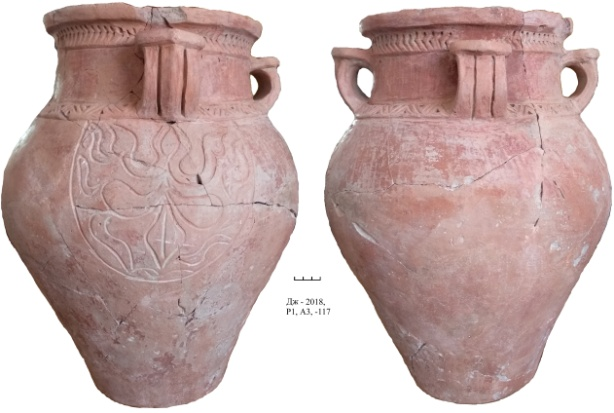 Дж - 2018,
Р1, А3, -117